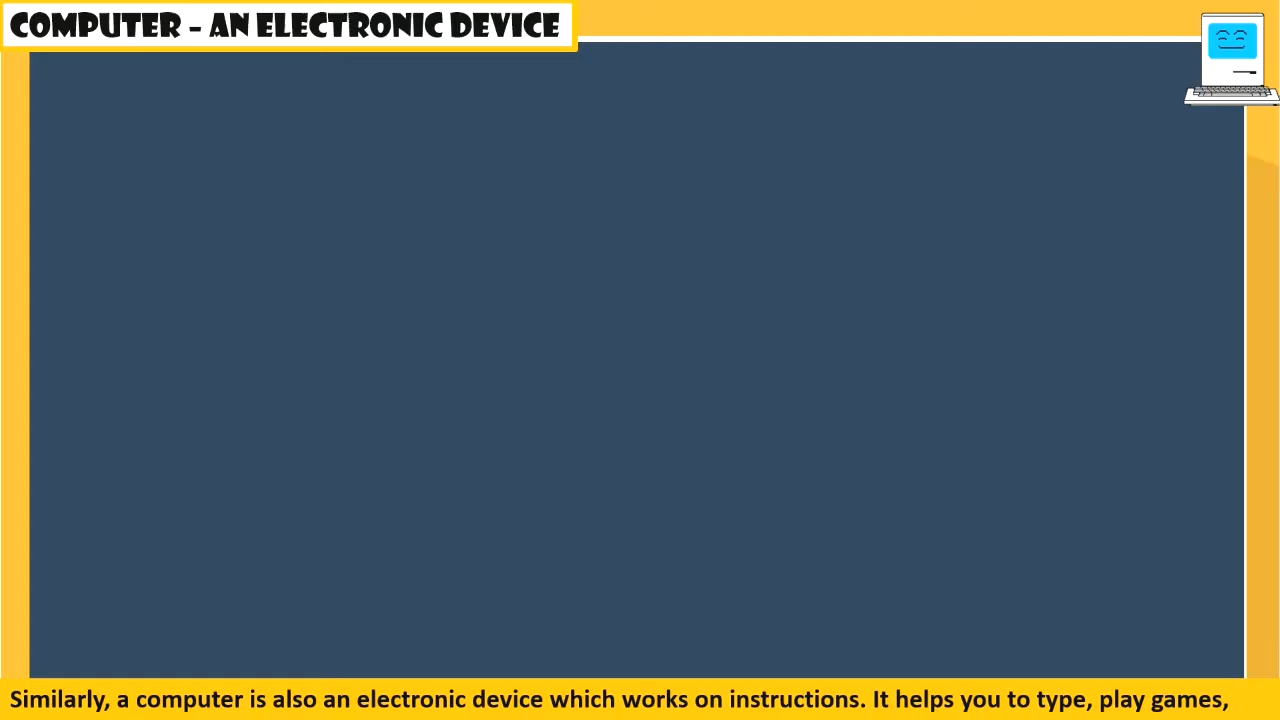 COMPUTER - AN ELECTRONIC DEVICE
Similarly, a computer is also an electronic device which works on instructions. It helps you to type, play games,